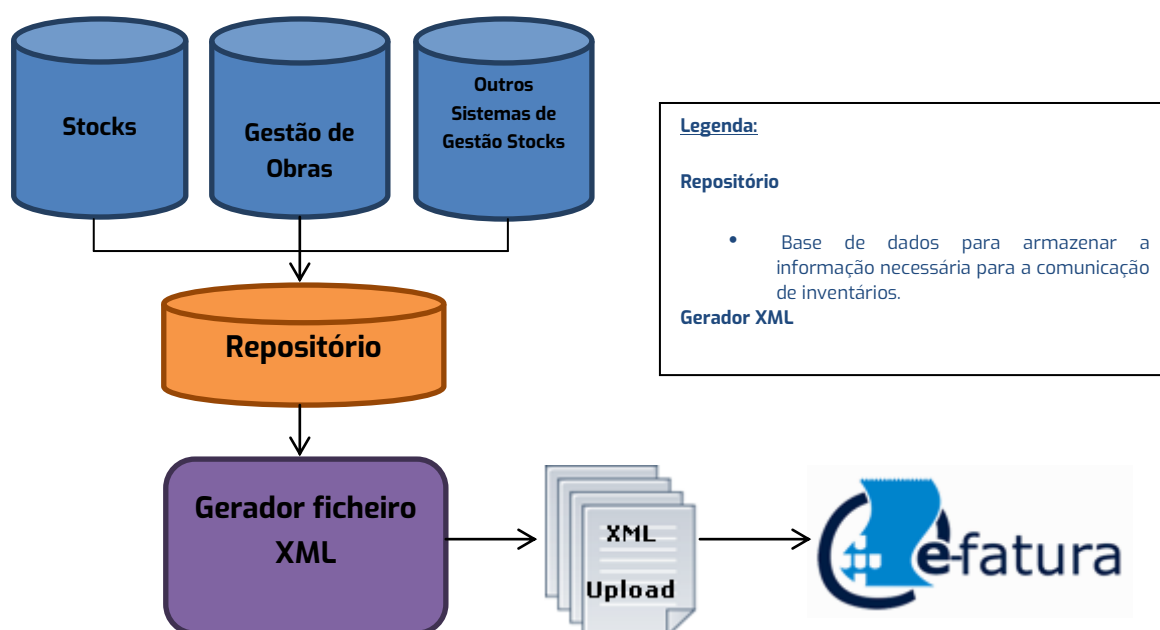 Stocks
Gestão de
Obras
Outros
Sistemas de
Gestão Stocks
Legenda:
Repositório
• Base de dados para armazenar a
informação necessária para a comunicação
de inventários.
Gerador XML
Repositório
Gerador ficheiro
XML
XML
Upload
e-fatura